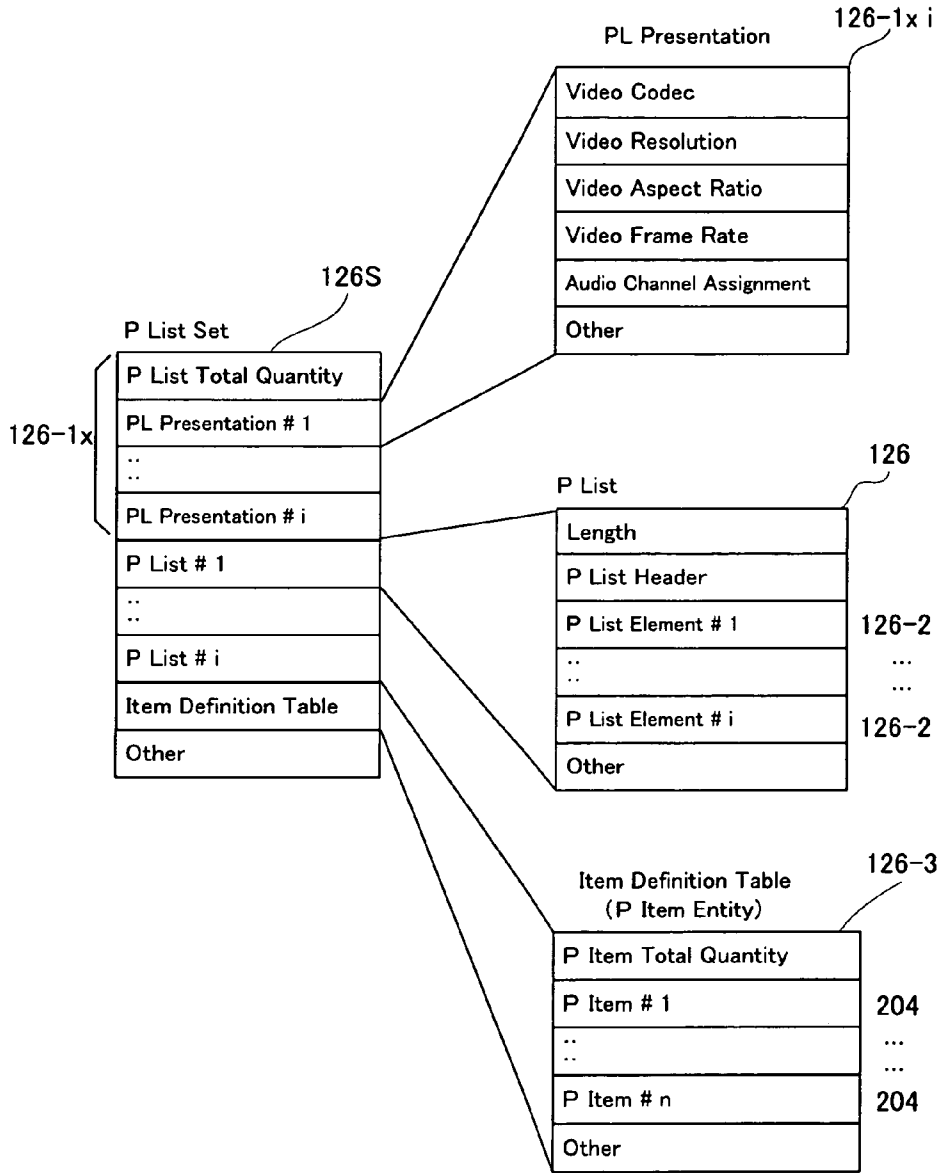 126-1x i
PL Presentation
Video Codec
Video Resolution
Video Aspect Ratio
Video Frame Rate
Audio Channel Assignment
Other
126S
P List Set
P List Total Quantity
PL Presentation # 1
: :
PL Presentation # i
P List # 1
: :
P List # i
Item Definition Table
Other
126-1x
126
P List
Length
P List Header
P List Element # 1 126-2
: : ...
...
P List Element # i 126-2
Other
126-3
Item Definition Table
(P Item Entity)
P Item Total Quantity
P Item # 1 204
: : ...
...
P Item # n 204
Other